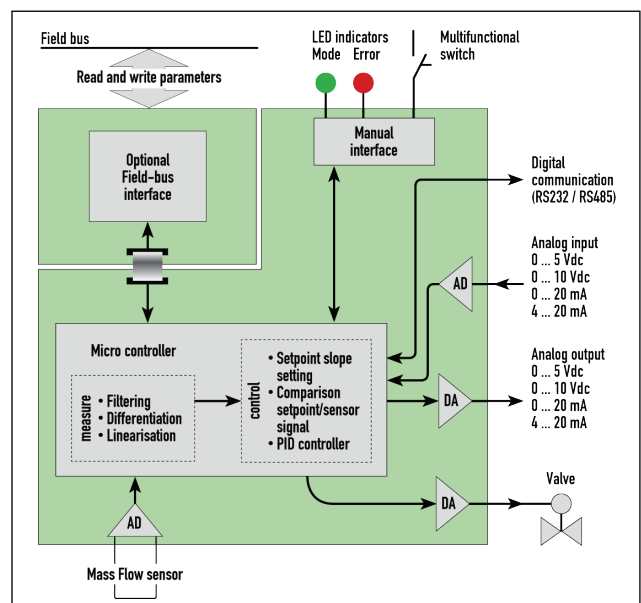 Field bus
Read and write parameters
LED indicators
Mode Error
Multifunctional
switch
Optional
Field-bus
interface
Manual
interface
Digital
communication
(RS232 / RS485)
Analog input
0 ... 5 Vdc
0 ... 10 Vdc
0 ... 20 mA
4 ... 20 mA
AD
Micro controller
measure
• Filtering
• Differentiation
• Linearisation
control
• Setpoint slope
setting
• Comparison
setpoint/sensor
signal
• PID controller
Analog output
0 ... 5 Vdc
0 ... 10 Vdc
0 ... 20 mA
4 ... 20 mA
DA
DA
Valve
AD
Mass Flow sensor